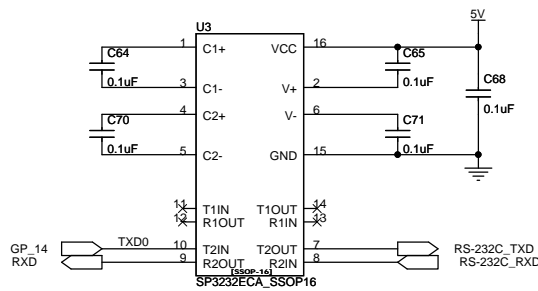 5V
U3
C64
0.1uF
1 C1+ VCC 16
C65
0.1uF
3 C1- V+ 2
C68
0.1uF
C70
0.1uF
4 C2+ V- 6
C71
0.1uF
5 C2- GND 15
11 T1IN T1OUT 14
12 R1OUT R1IN 13
GP_14 TXD0 10 T2IN T2OUT 7 RS-232C_TXD
RXD 9 R2OUT R2IN 8 RS-232C_RXD
[SSOP-16]
SP3232ECA_SSOP16